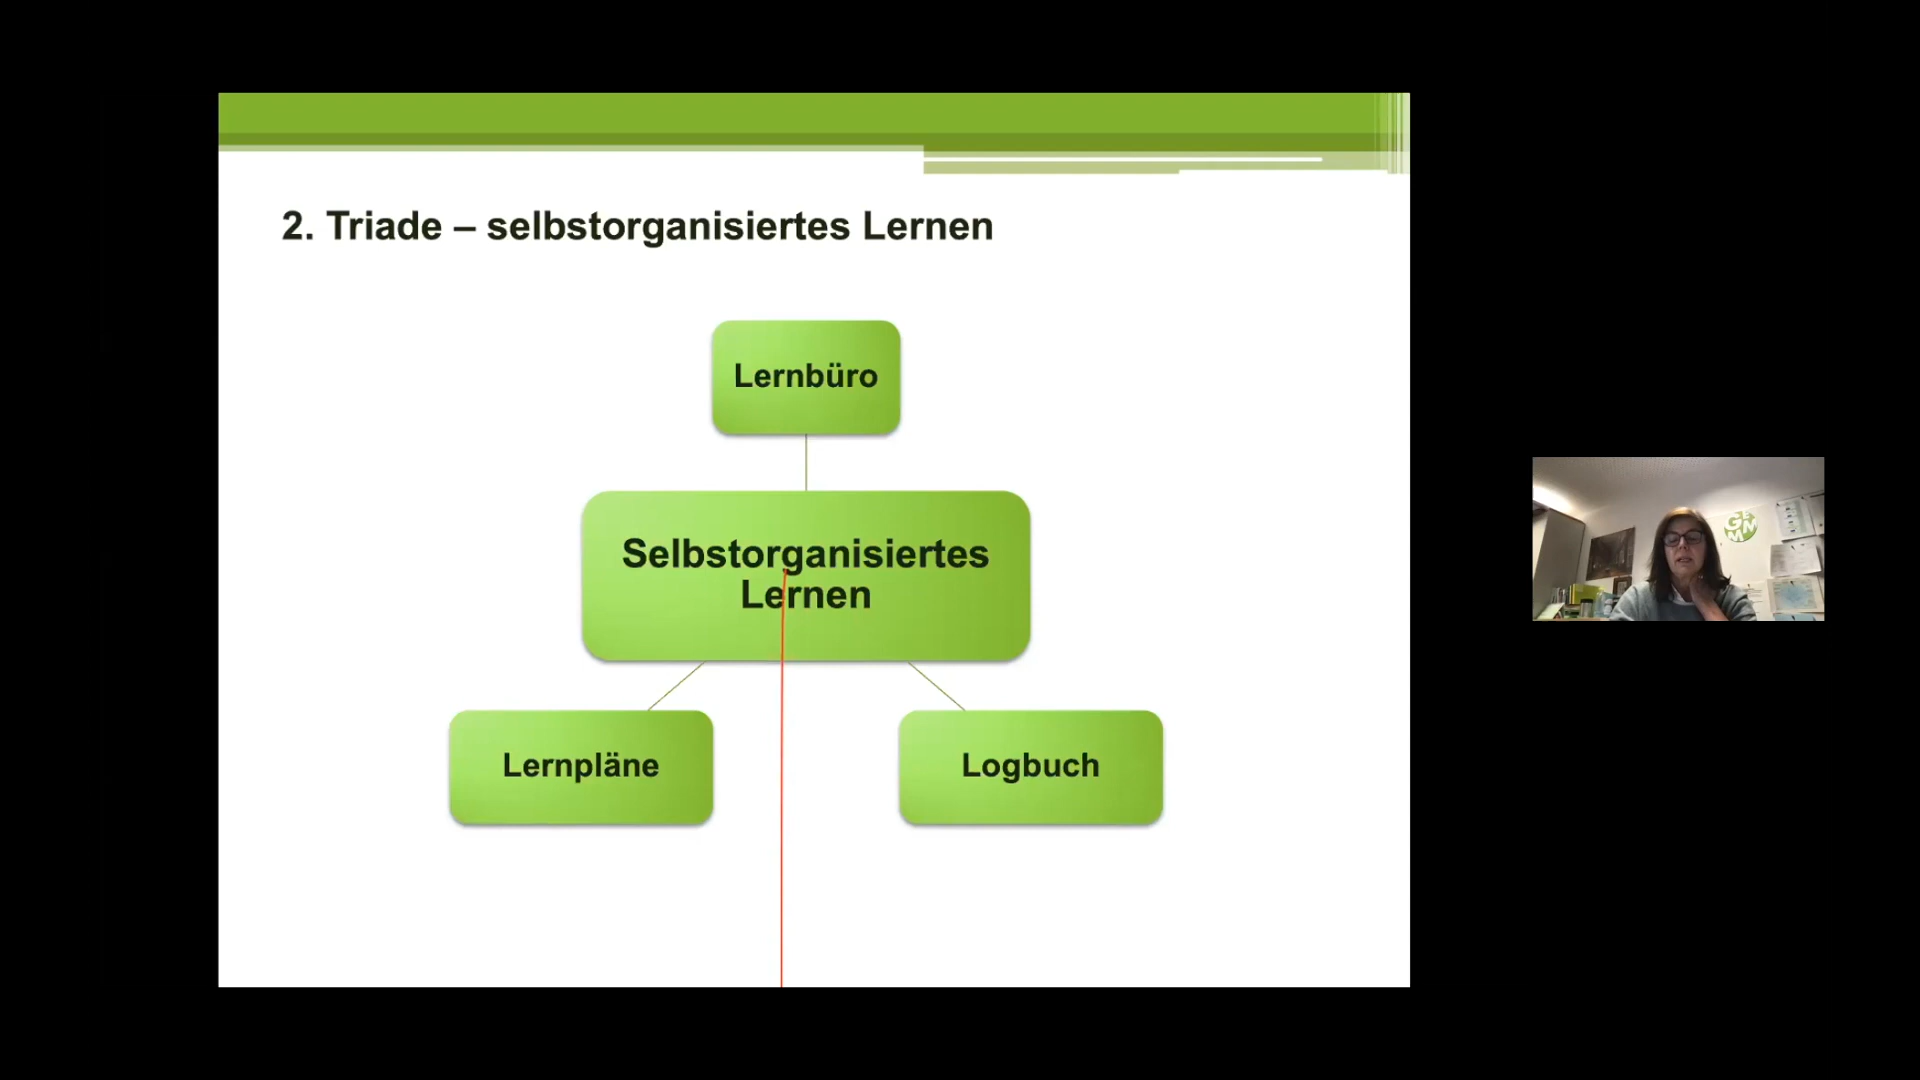 2. Triade – selbstorganisiertes Lernen
Lernbüro
Selbstorganisiertes
Lernen
Lernpläne
Logbuch